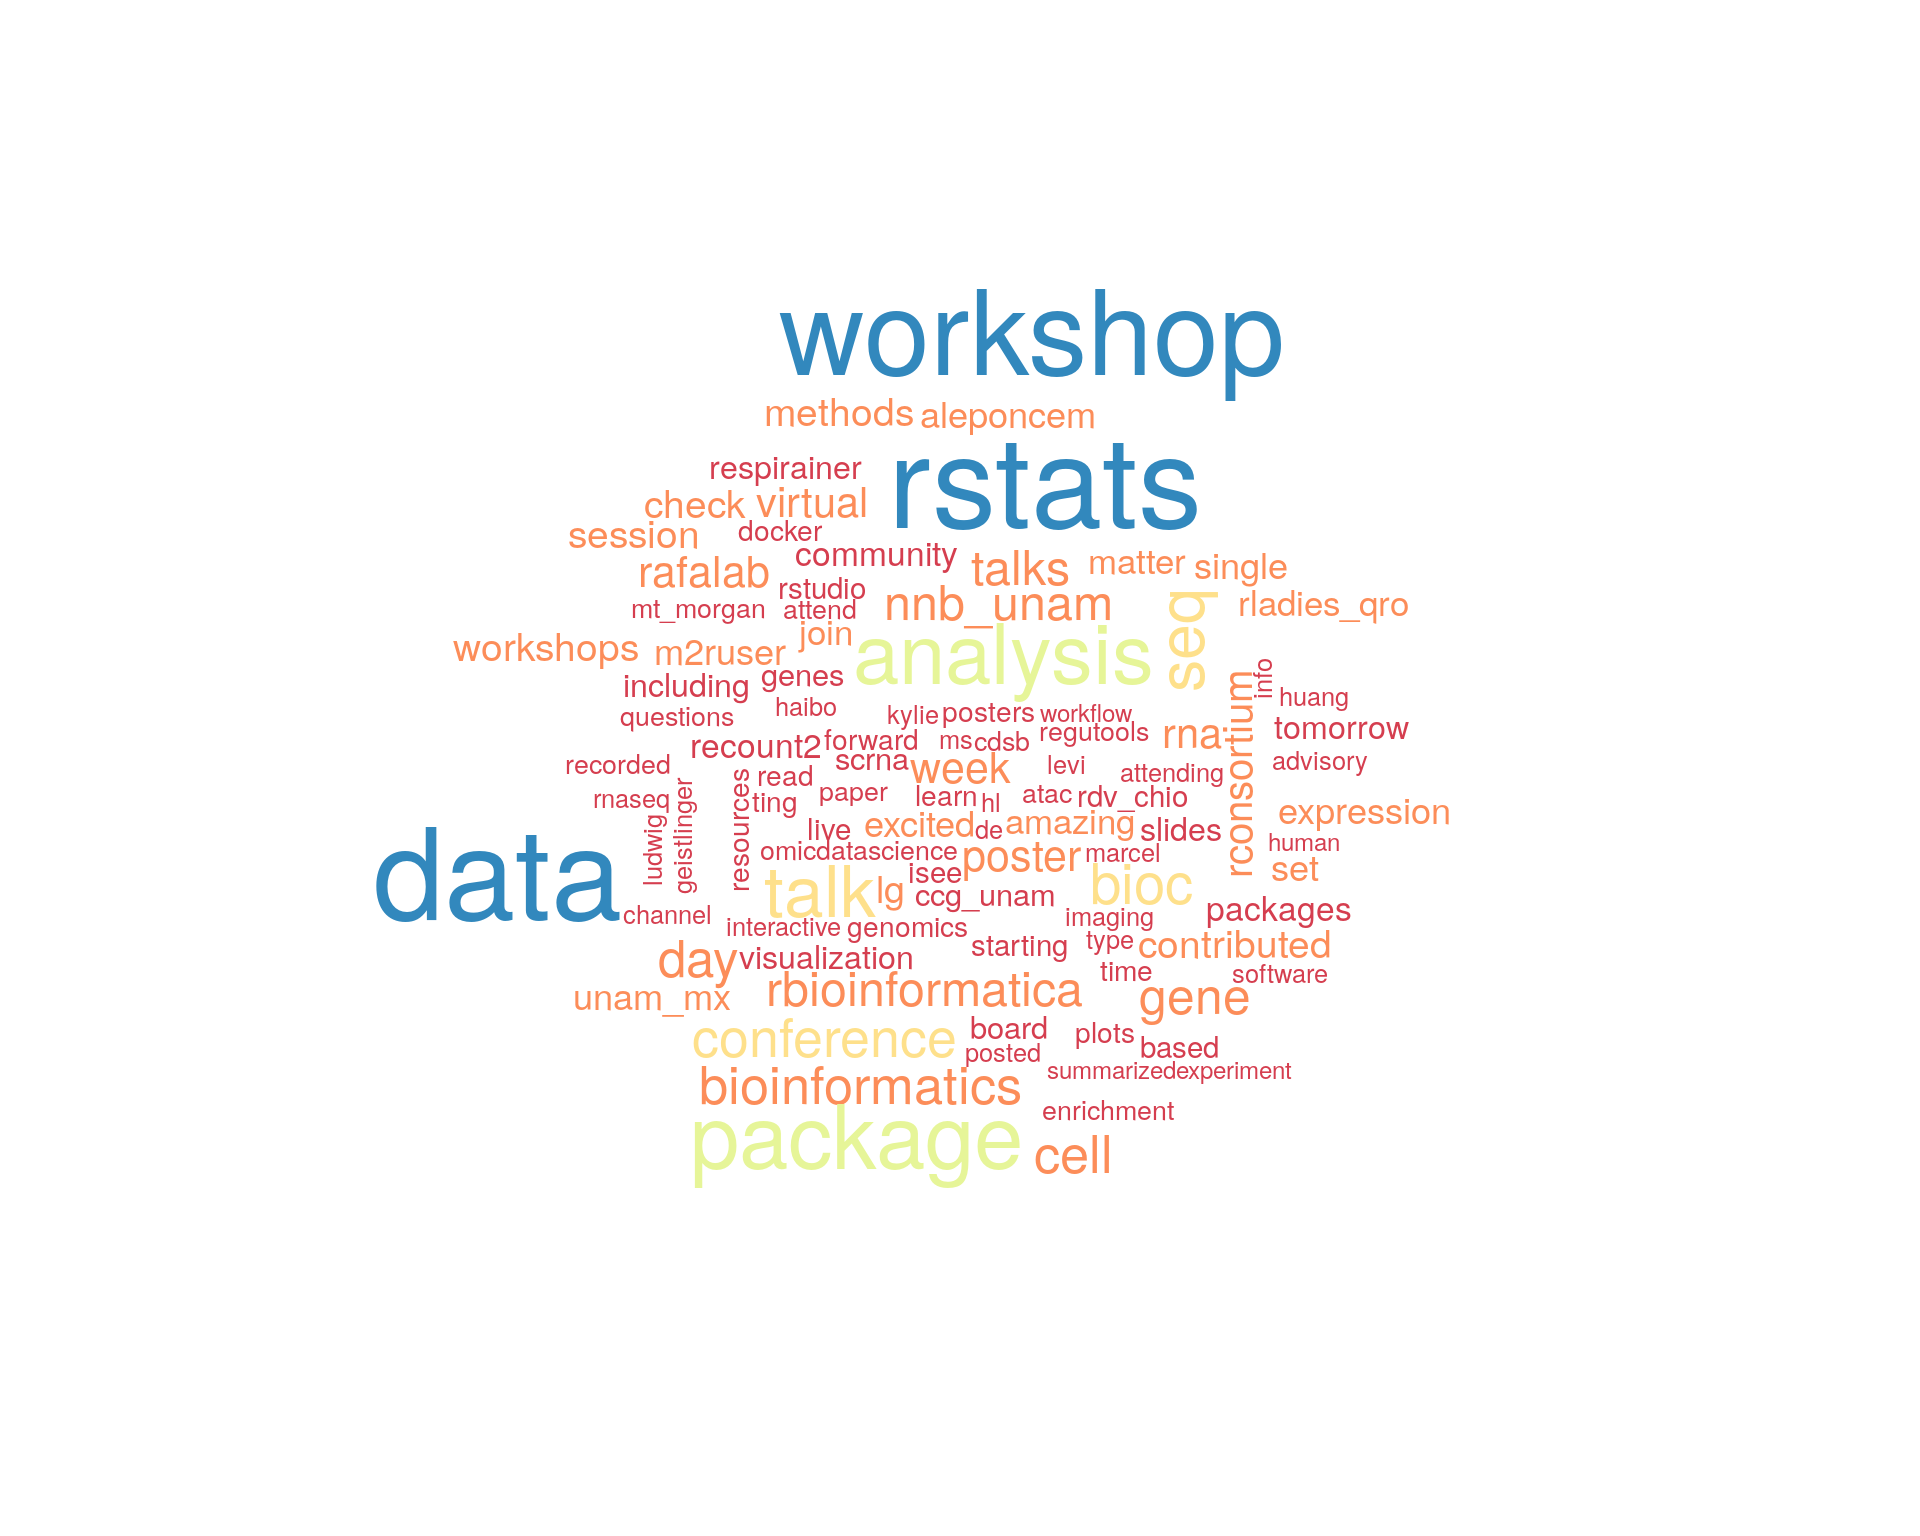 workshop
methods aleponcem
rstats
respirainer
check virtual
session docker
community talks matter single
rafalab rstudio nnb_unam seq rladies_qro
mt_morgan attend
workshops m2ruser join analysis
including genes info huang
questions haibo kylie posters workflow
recount2 forward ms cdsb regutools rna rconsortium tomorrow
recorded scrna week levi attending advisory
rnaseq geistlinger resources read
ting paper learn hl atac rdv_chio expression
data ludwig live excited de amazing slides human
omicdatascience poster marcel set
talk lg isee ccg_unam bioc packages
channel interactive genomics imaging
day visualization starting type contributed
unam_mx rbioinformatica time gene software
conference board plots based
posted
bioinformatics summarizedexperiment
package enrichment
cell